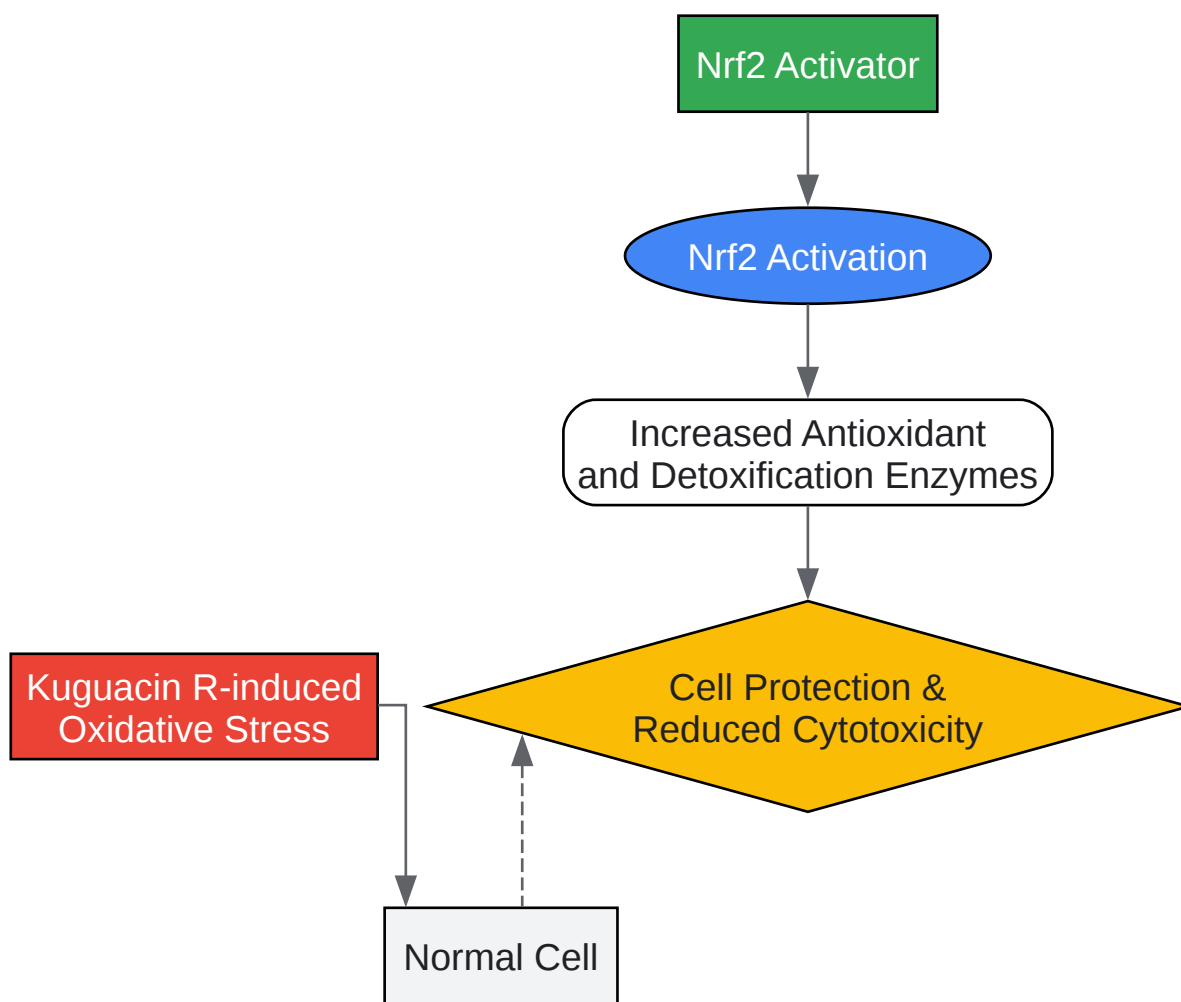 Nrf2 Activator
Nrf2 Activation
Increased Antioxidant
and Detoxification Enzymes
Kuguacin R-induced
Oxidative Stress
Cell Protection &
Reduced Cytotoxicity
Normal Cell